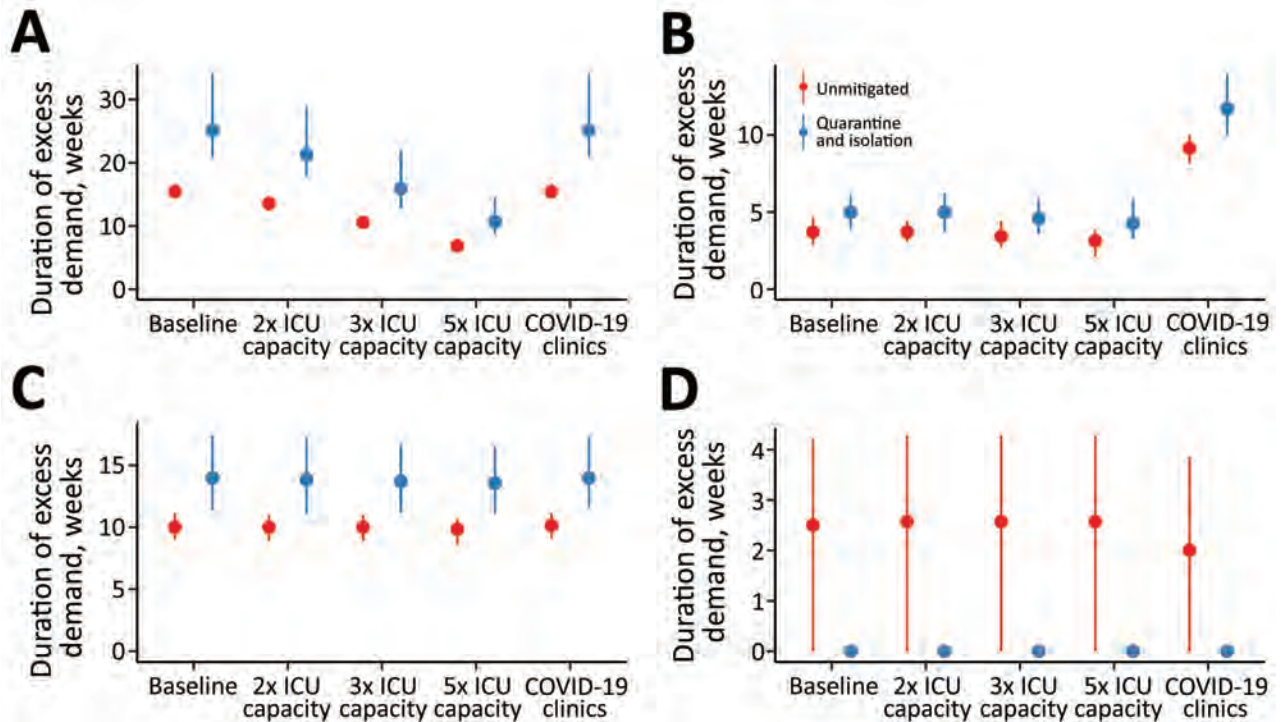 A
Duration of excess
demand, weeks
30
20
10
0
Baseline
2x ICU
capacity
3x ICU
capacity
5x ICU
capacity
COVID-19
clinics
B
Duration of excess
demand, weeks
10
5
0
Unmitigated
Quarantine
and isolation
Baseline
2x ICU
capacity
3x ICU
capacity
5x ICU
capacity
COVID-19
clinics
C
Duration of excess
demand, weeks
15
10
5
0
Baseline
2x ICU
capacity
3x ICU
capacity
5x ICU
capacity
COVID-19
clinics
D
Duration of excess
demand, weeks
4
3
2
1
0
Baseline
2x ICU
capacity
3x ICU
capacity
5x ICU
capacity
COVID-19
clinics